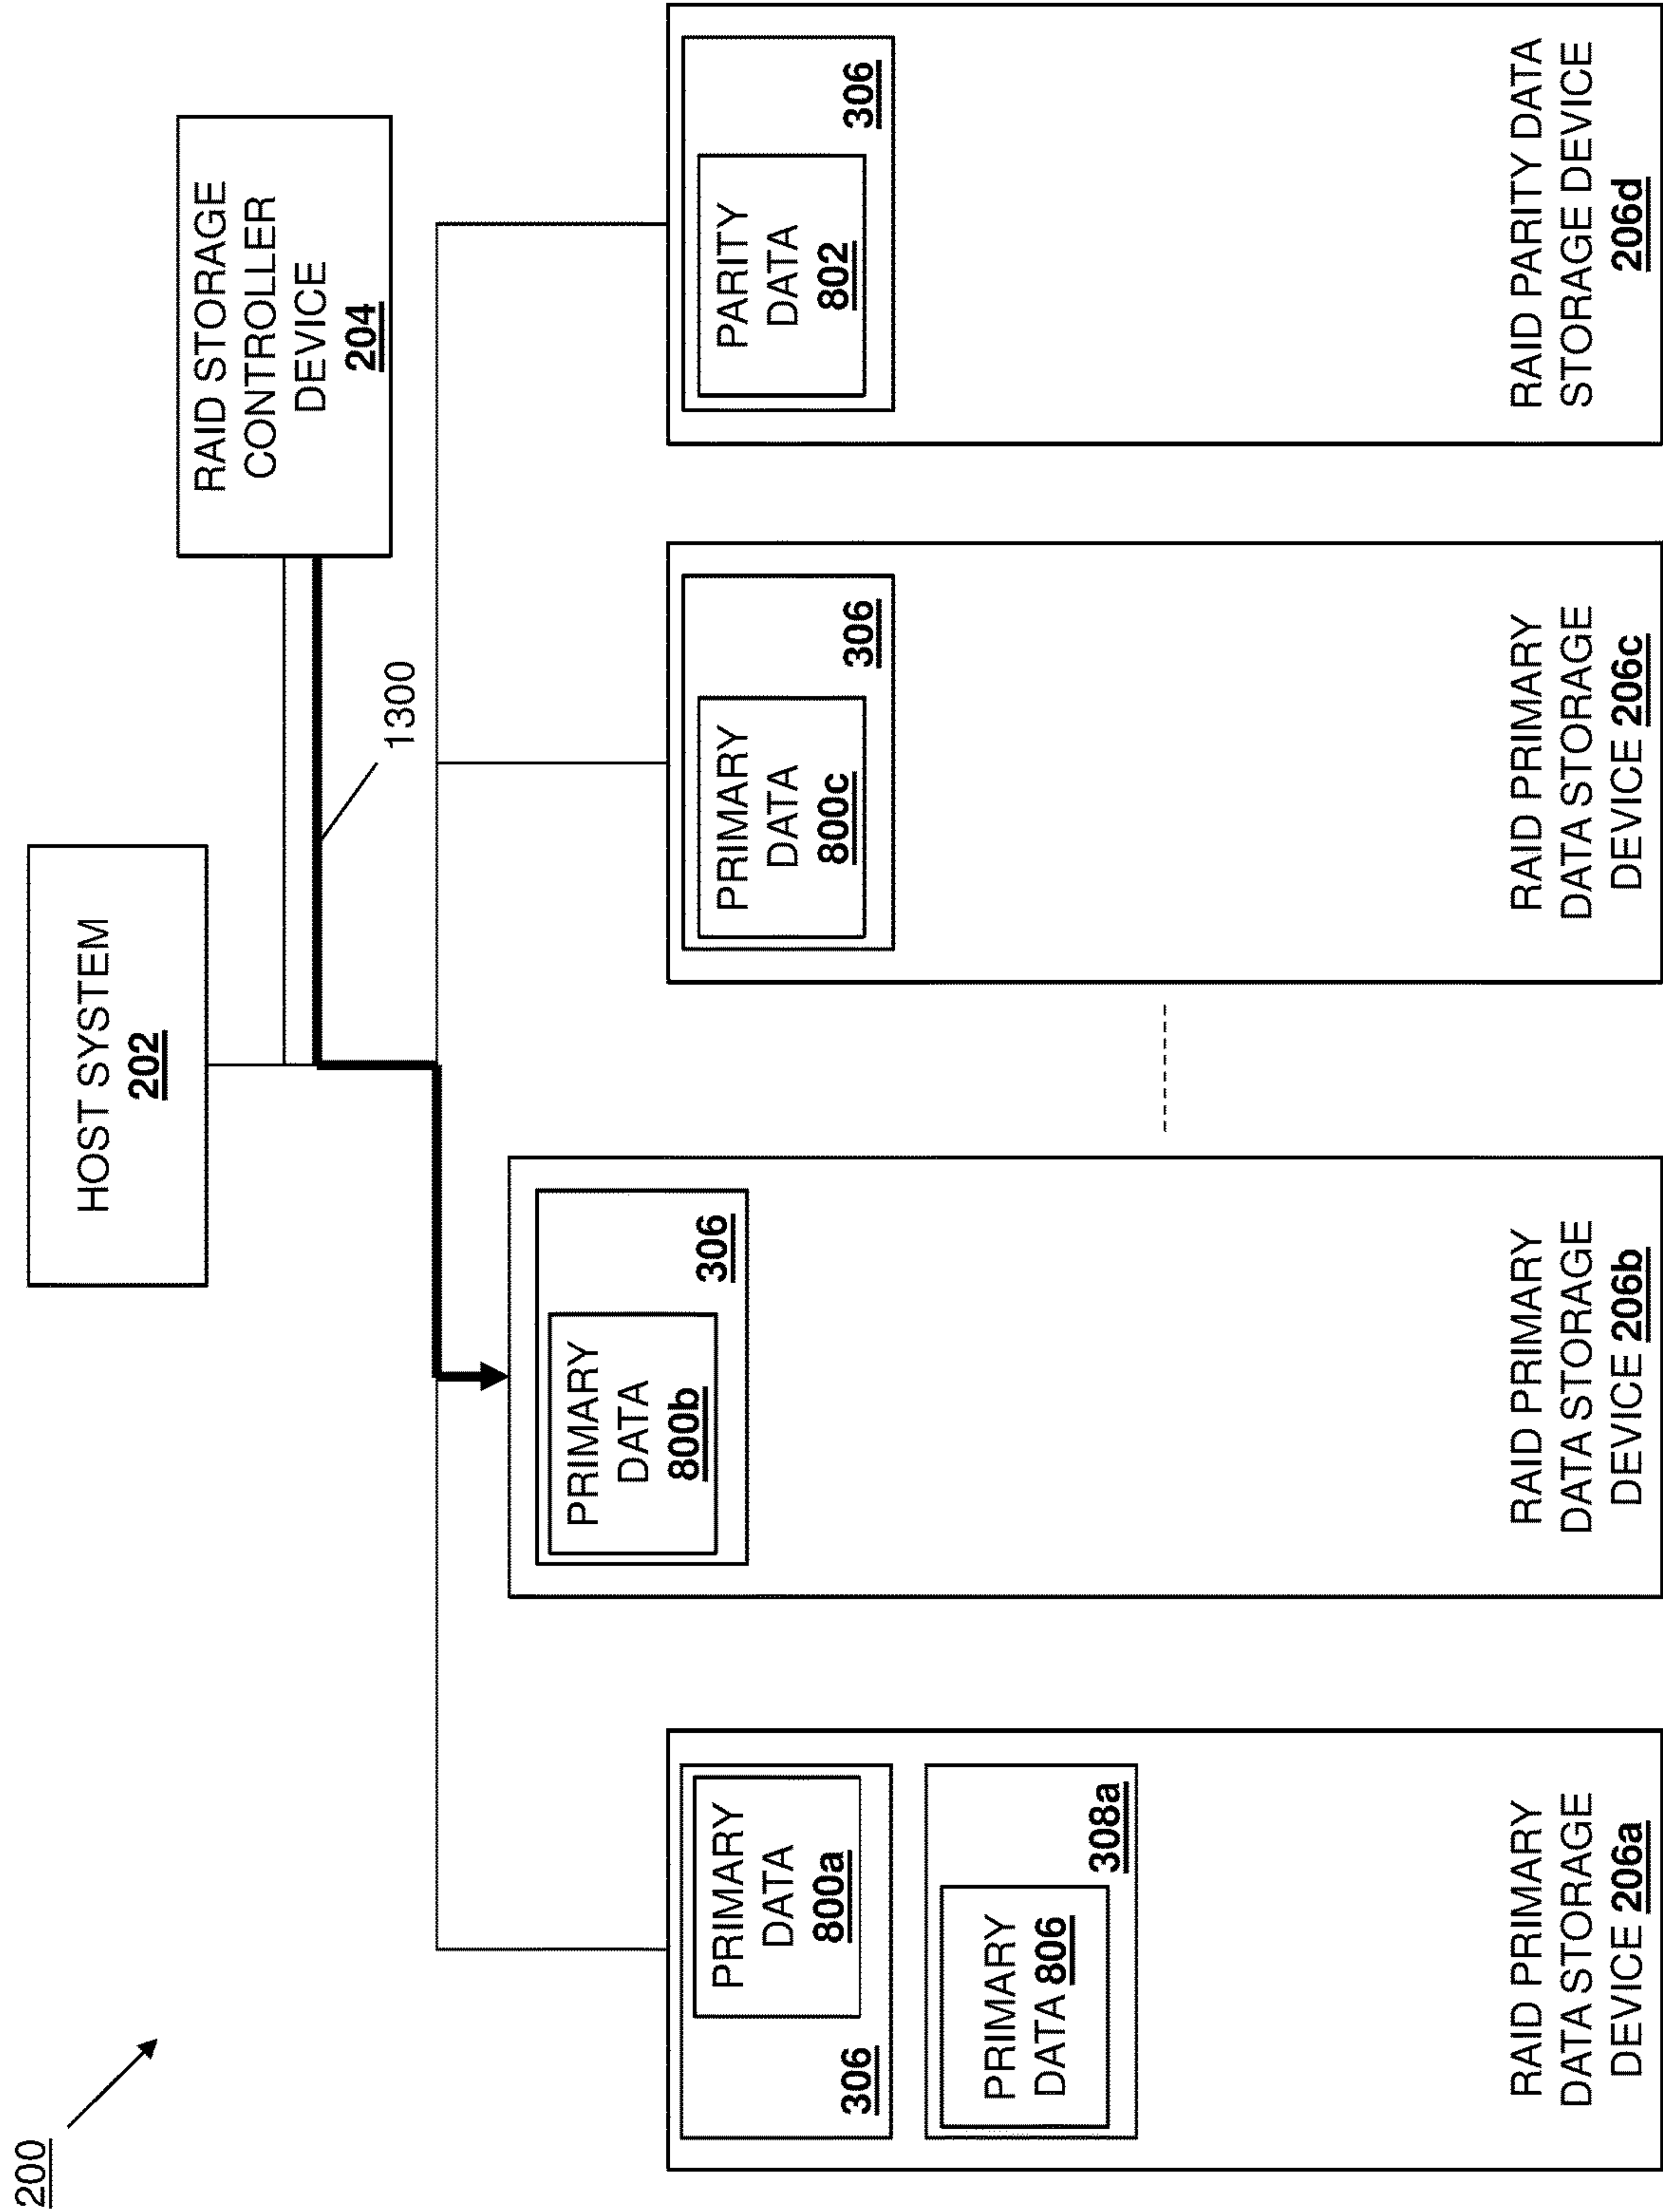 200
HOST SYSTEM
202
RAID STORAGE
CONTROLLER
DEVICE
204
1300
PRIMARY
DATA
800a
306
PRIMARY
DATA 806
308a
RAID PRIMARY
DATA STORAGE
DEVICE 206a
PRIMARY
DATA
800b
306
RAID PRIMARY
DATA STORAGE
DEVICE 206b
PRIMARY
DATA
800c
306
RAID PRIMARY
DATA STORAGE
DEVICE 206c
PARITY
DATA
802
306
RAID PARITY DATA
STORAGE DEVICE
206d